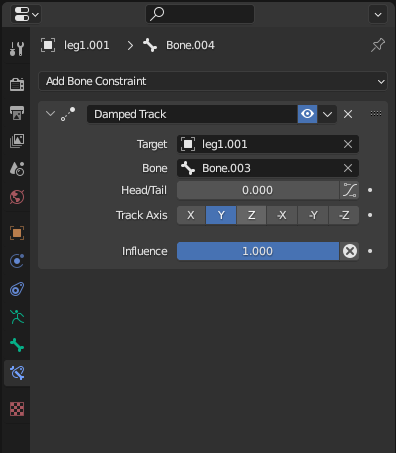 leg1.001 Bone.004
Add Bone Constraint
Damped Track
Target leg1.001
Bone Bone.003
Head/Tail 0.000
Track Axis X Y Z -X -Y -Z
Influence 1.000